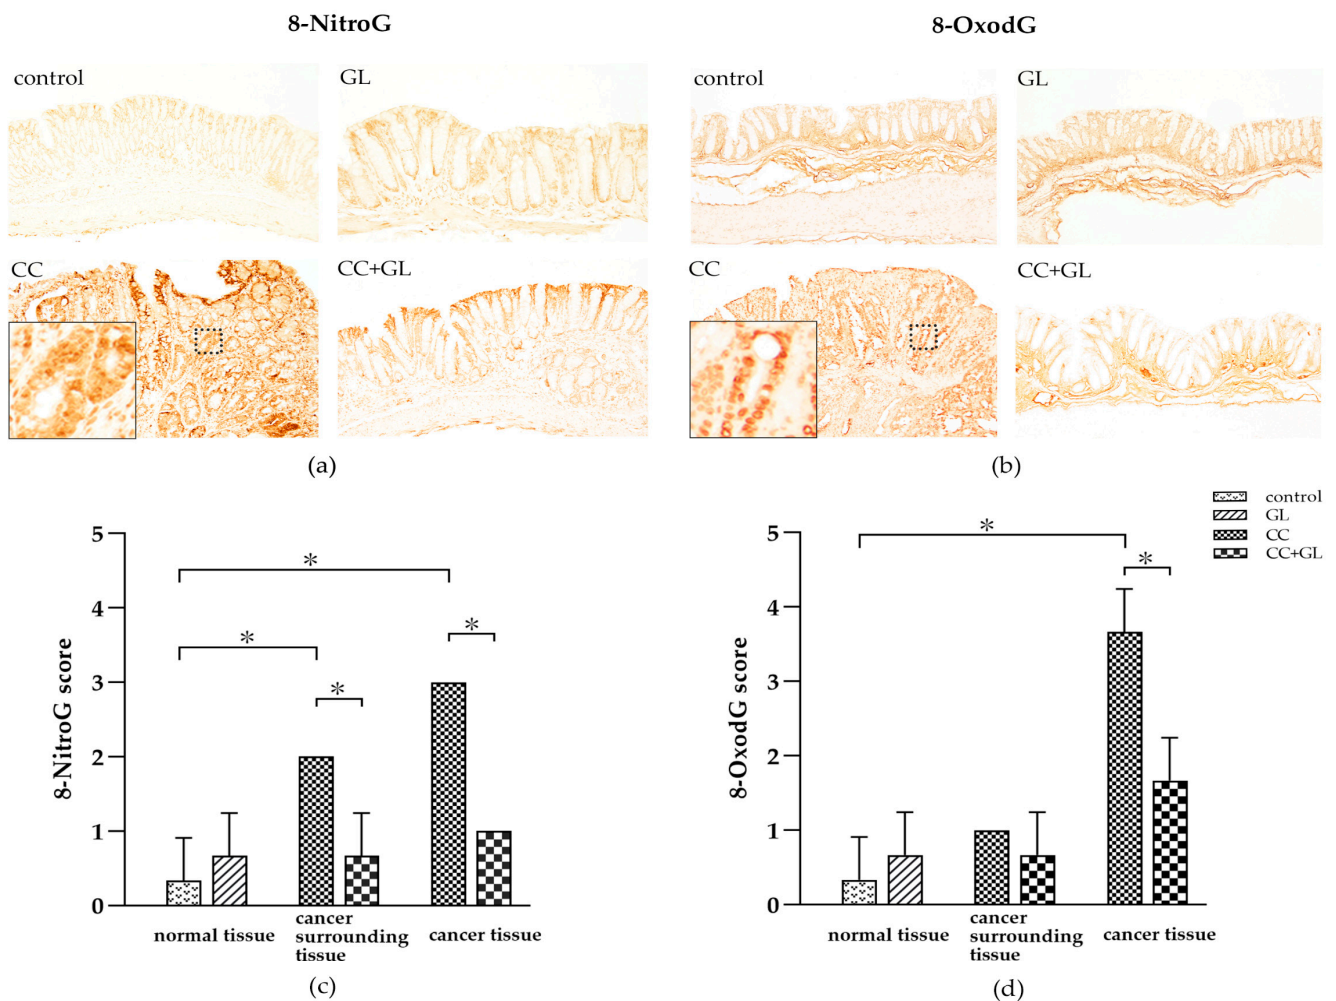 8-NitroG
8-OxodG
control
GL
CC
CC+GL
(a)
control
GL
CC
CC+GL
(b)
8-NitroG score
5
4
3
2
1
0
*
*
*
*
normal tissue
cancer
surrounding
tissue
cancer tissue
(c)
8-OxodG score
5
4
3
2
1
0
*
*
control
GL
CC
CC+GL
normal tissue
cancer
surrounding
tissue
cancer tissue
(d)